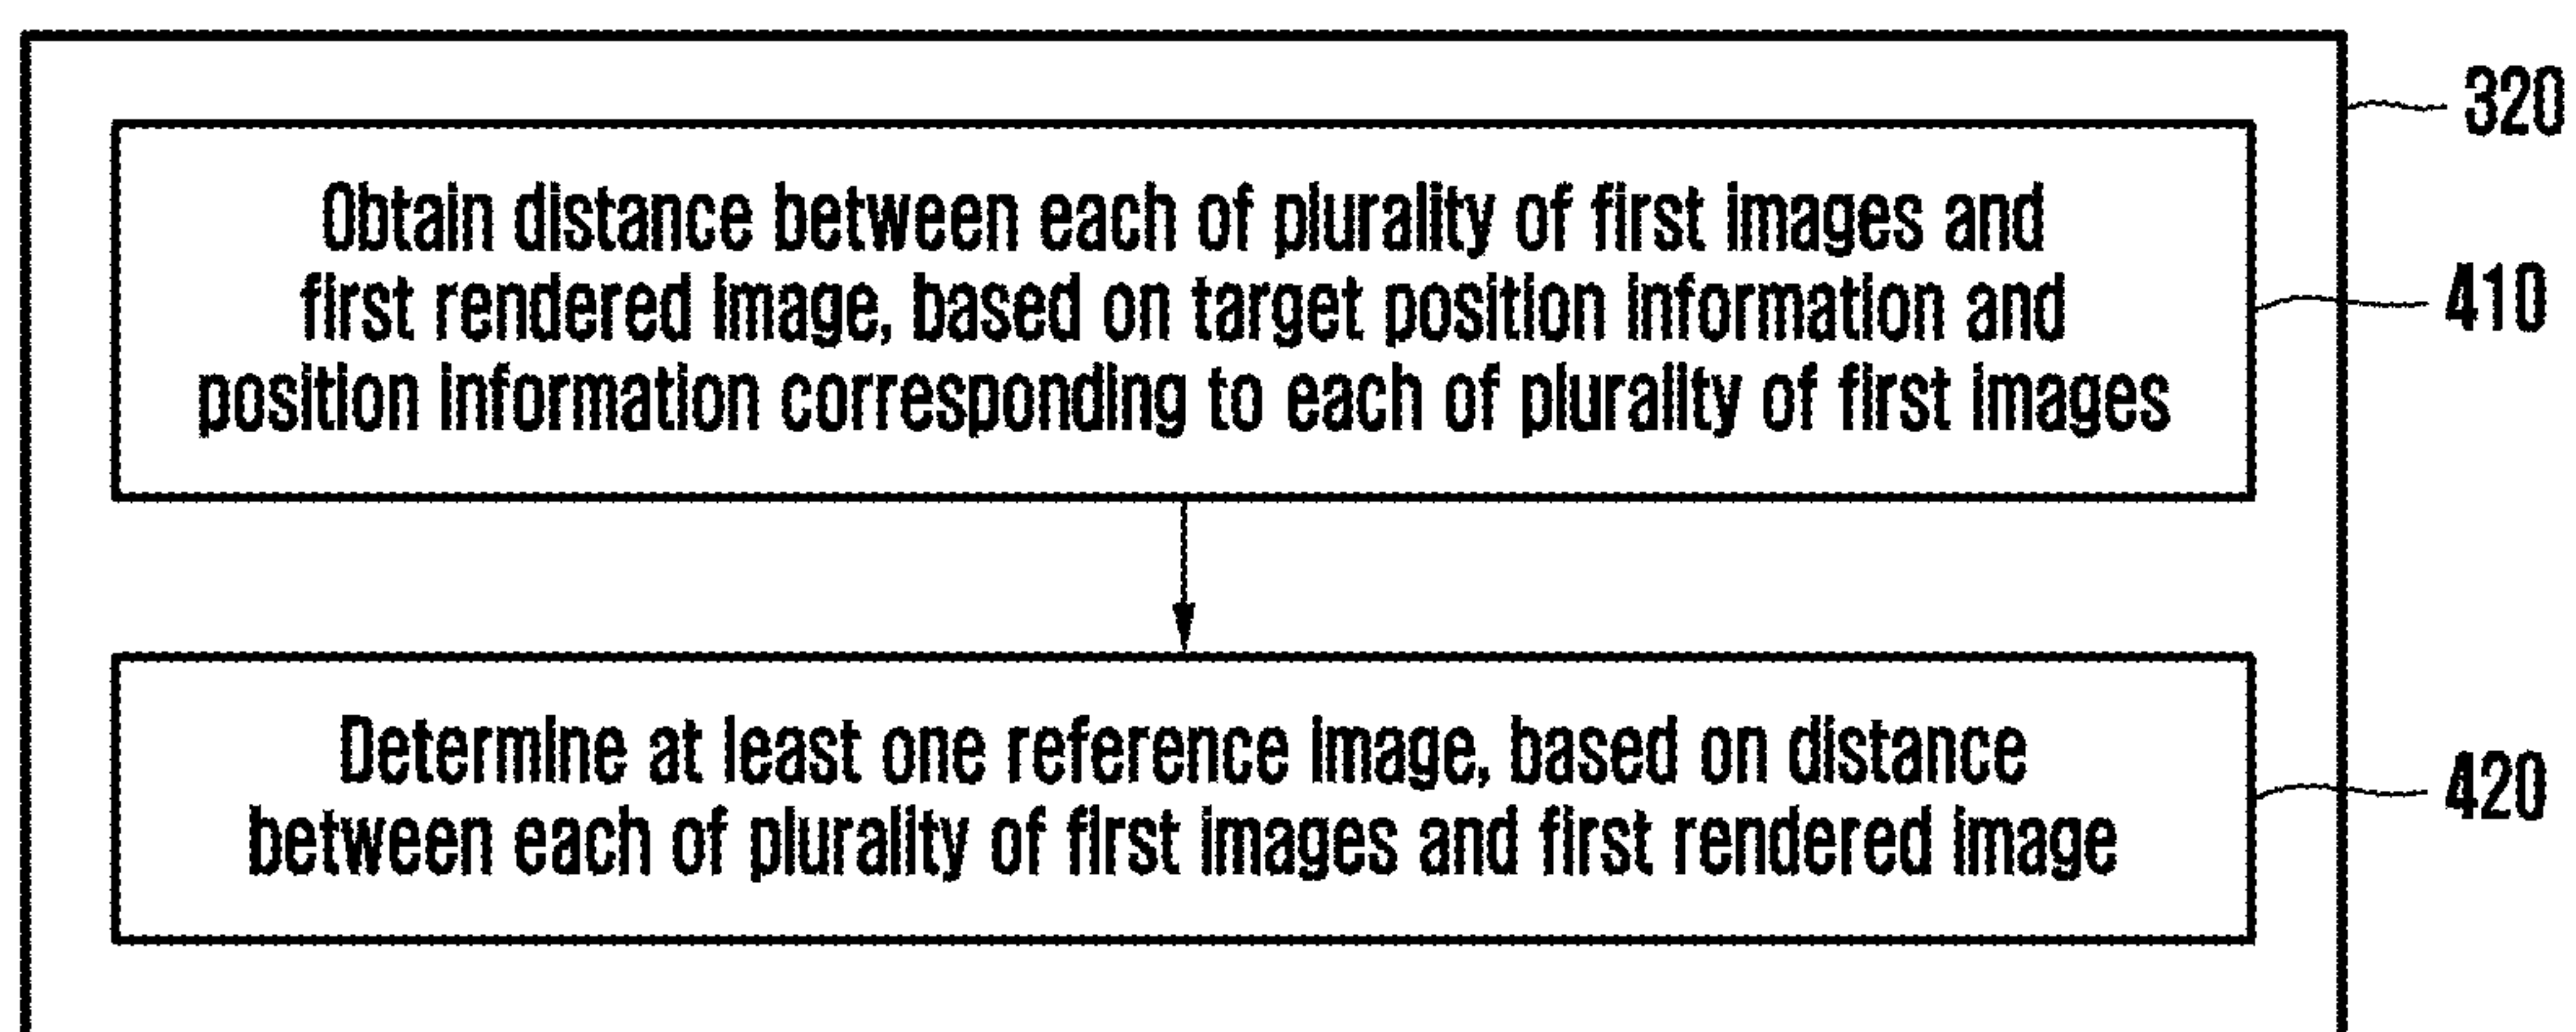 320
Obtain distance between each of plurality of first images and
first rendered image, based on target position information and
position information corresponding to each of plurality of first images
410
Determine at least one reference image, based on distance
between each of plurality of first images and first rendered image
420